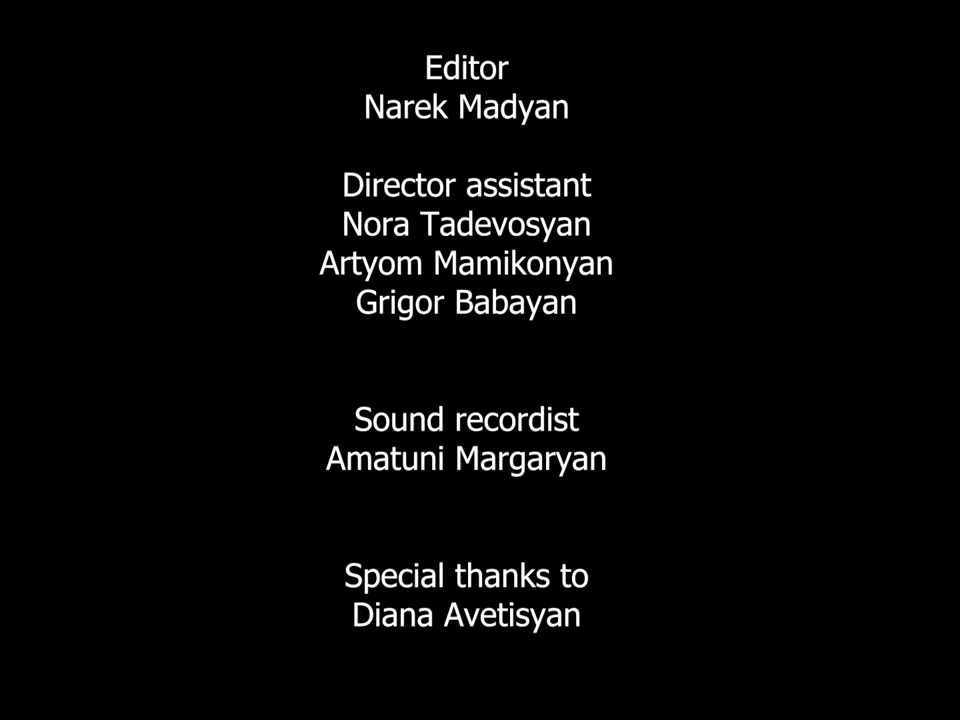 Editor
Narek Madyan
Director assistant
Nora Tadevosyan
Artyom Mamikonyan
Grigor Babayan
Sound recordist
Amatuni Margaryan
Special thanks to
Diana Avetisyan